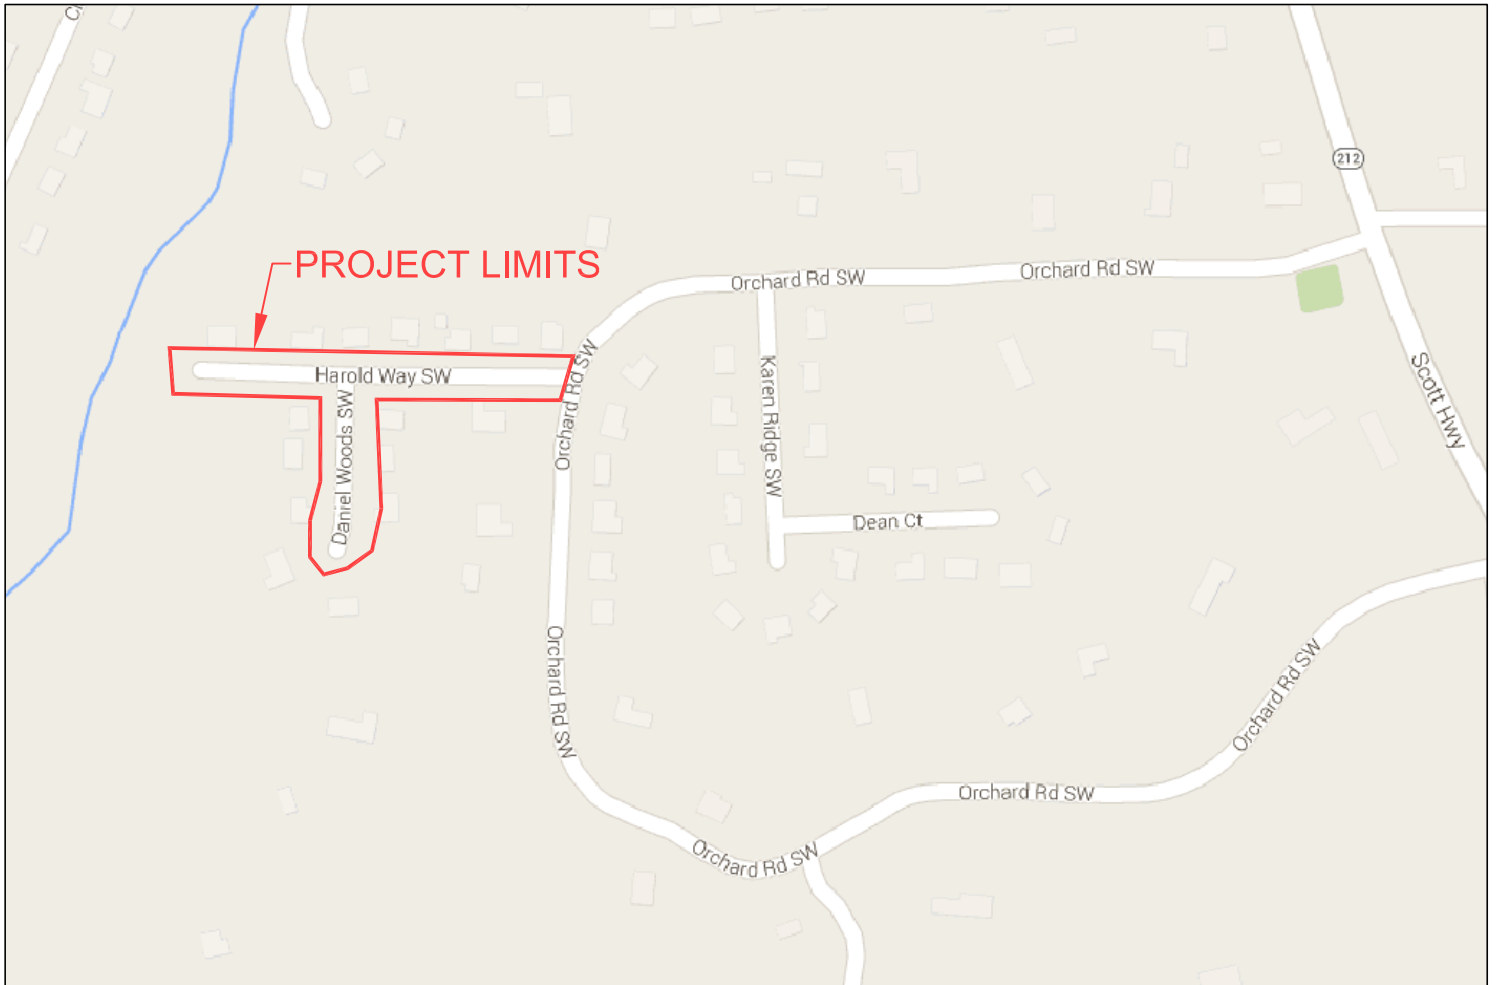 212
PROJECT LIMITS
Orchard Rd SW
Orchard Rd SW
Harold Way SW
Orchard Rd SW
Daniel Woods SW
Karen Ridge SW
Scott Hwy
Dean Ct
Orchard Rd SW
Orchard Rd SW
Orchard Rd SW
Orchard Rd SW